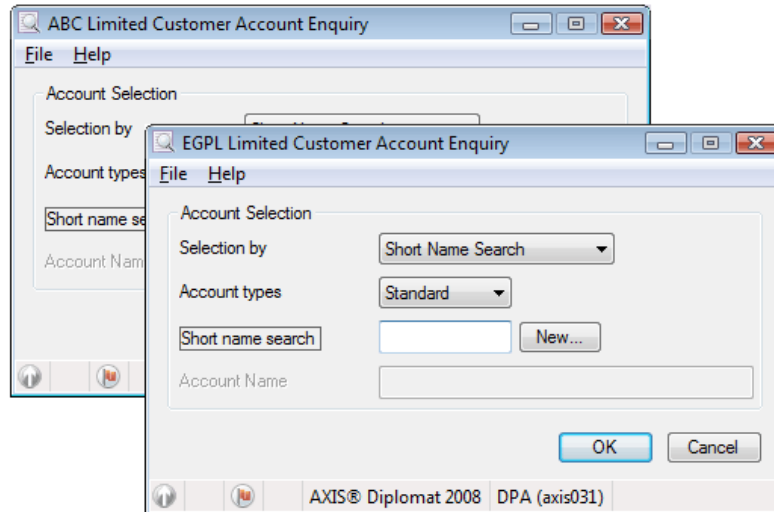 ABC Limited Customer Account Enquiry
File Help
Account Selection
Selection by
Account types
Short name se
Account Nam
EGPL Limited Customer Account Enquiry
File Help
Account Selection
Selection by Short Name Search
Account types Standard
Short name search New...
Account Name
OK Cancel
AXIS® Diplomat 2008 DPA (axis031)